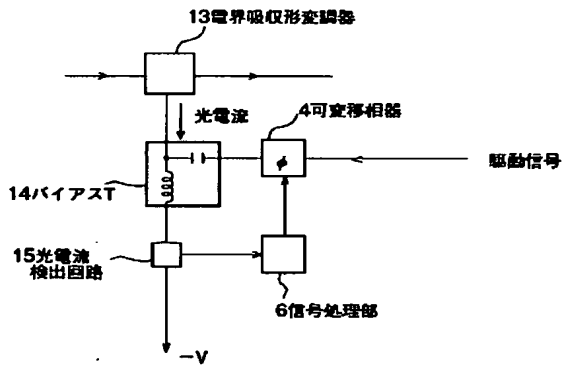 13電界吸収形変調器
光電流
4可変移相器
φ
駆動信号
14バイアスT
15光電流
検出回路
6信号処理部
−V